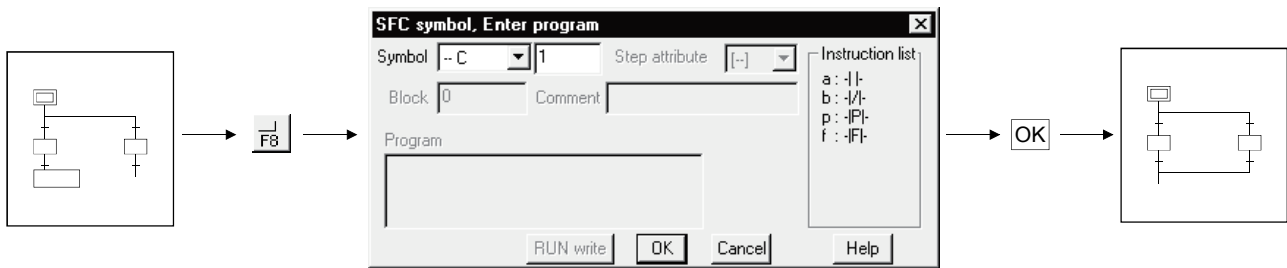 SFC symbol, Enter program
Symbol -- C 1 Step attribute [--] Instruction list
a : -| |-
Block 0 Comment b : -|/|-
p : -|P|-
f : -|F|-
F8
Program
OK
RUN write OK Cancel Help